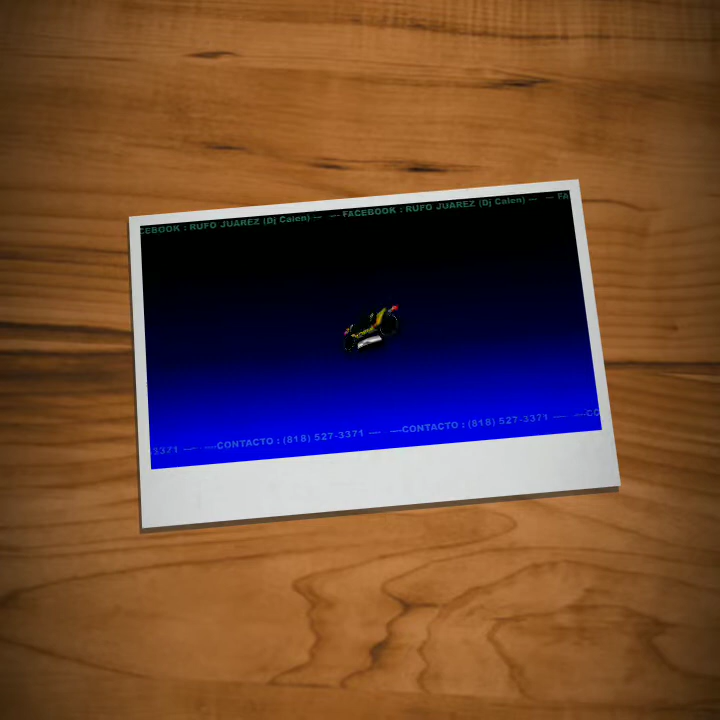 CEBOOK : RUFO JUAREZ (Dj Calen) --- --- FACEBOOK : RUFO JUAREZ (Dj Calen) --- --- FA
3371 --- ---CONTACTO : (818) 527-3371 --- ---CONTACTO : (818) 527-3371 --- ---CO